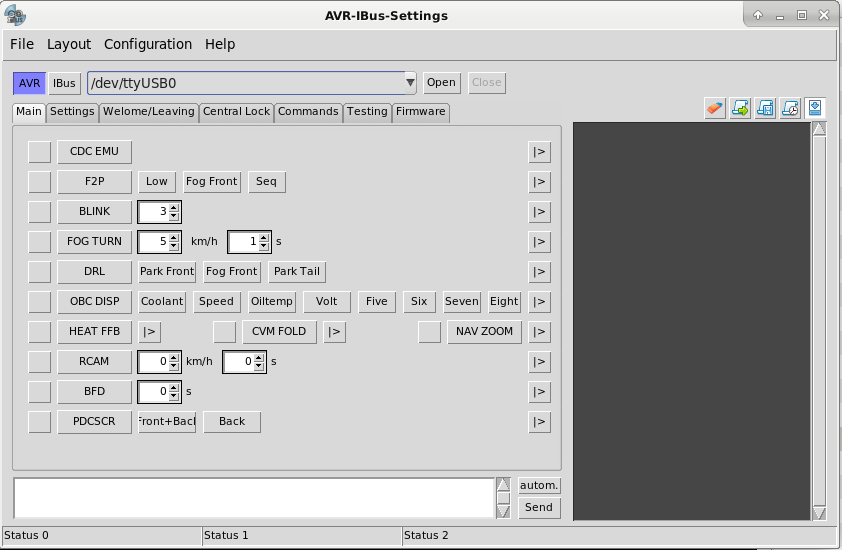 AVR-IBus-Settings
File Layout Configuration Help
AVR IBus /dev/ttyUSB0 Open Close
Main Settings Welome/Leaving Central Lock Commands Testing Firmware
CDC EMU |>
F2P Low Fog Front Seq |>
BLINK 3 |>
FOG TURN 5 km/h 1 s |>
DRL Park Front Fog Front Park Tail |>
OBC DISP Coolant Speed Oiltemp Volt Five Six Seven Eight |>
HEAT FFB |> CVM FOLD |> NAV ZOOM |>
RCAM 0 km/h 0 s |>
BFD 0 s |>
PDCSCR Front+Back Back |>
autom.
Send
Status 0 Status 1 Status 2